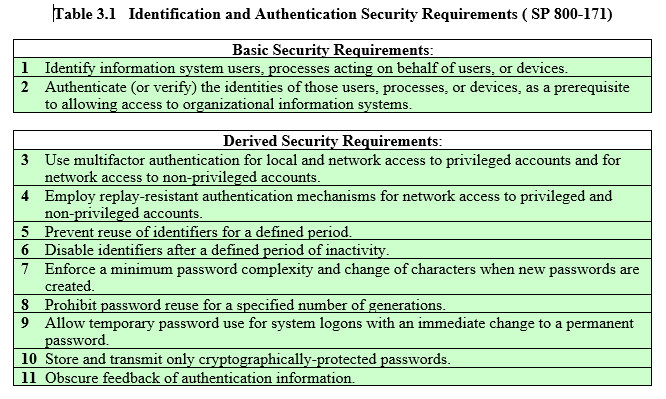 Table 3.1 Identification and Authentication Security Requirements ( SP 800-171)
Basic Security Requirements:
1 Identify information system users, processes acting on behalf of users, or devices.
2 Authenticate (or verify) the identities of those users, processes, or devices, as a prerequisite
to allowing access to organizational information systems.
Derived Security Requirements:
3 Use multifactor authentication for local and network access to privileged accounts and for
network access to non-privileged accounts.
4 Employ replay-resistant authentication mechanisms for network access to privileged and
non-privileged accounts.
5 Prevent reuse of identifiers for a defined period.
6 Disable identifiers after a defined period of inactivity.
7 Enforce a minimum password complexity and change of characters when new passwords are
created.
8 Prohibit password reuse for a specified number of generations.
9 Allow temporary password use for system logons with an immediate change to a permanent
password.
10 Store and transmit only cryptographically-protected passwords.
11 Obscure feedback of authentication information.